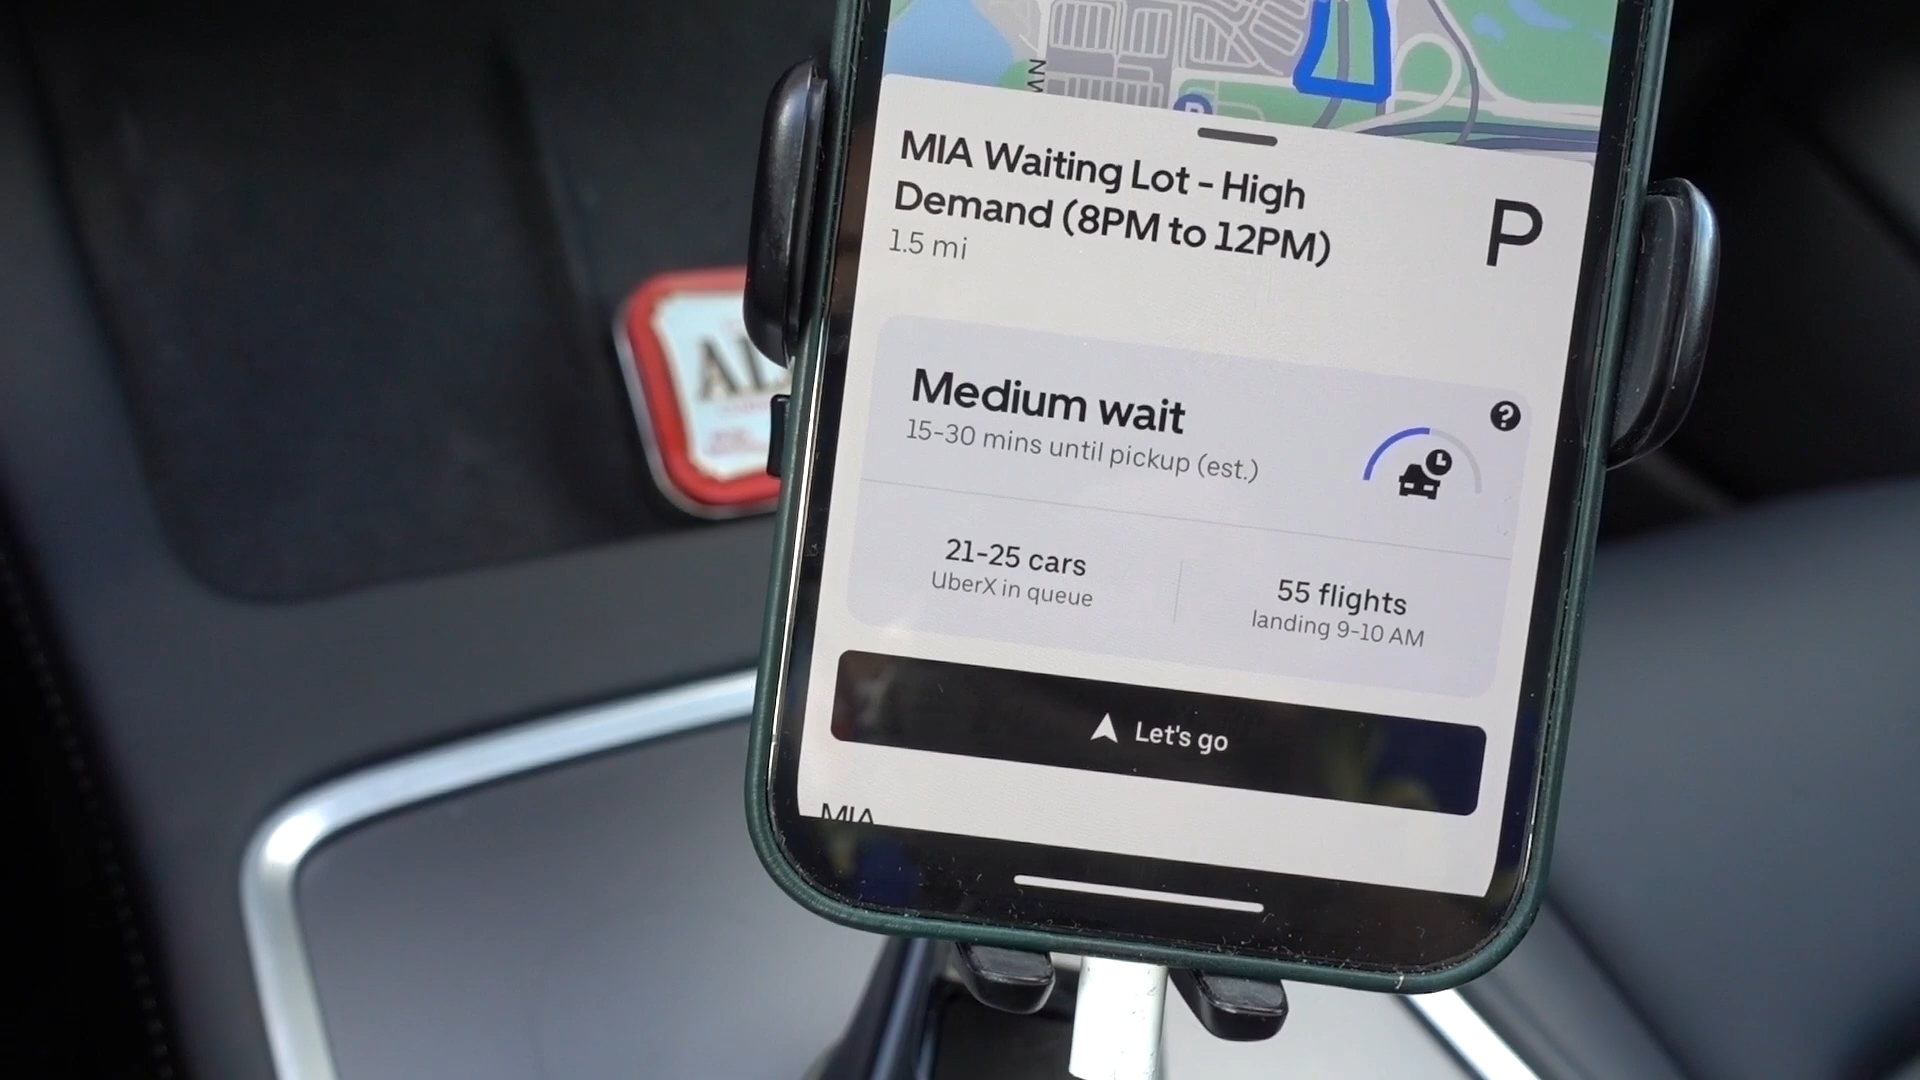 NW
MIA Waiting Lot - High
Demand (8PM to 12PM)
1.5 mi
P
Medium wait
15-30 mins until pickup (est.)
?
21-25 cars
UberX in queue
55 flights
landing 9-10 AM
Let's go
MIA